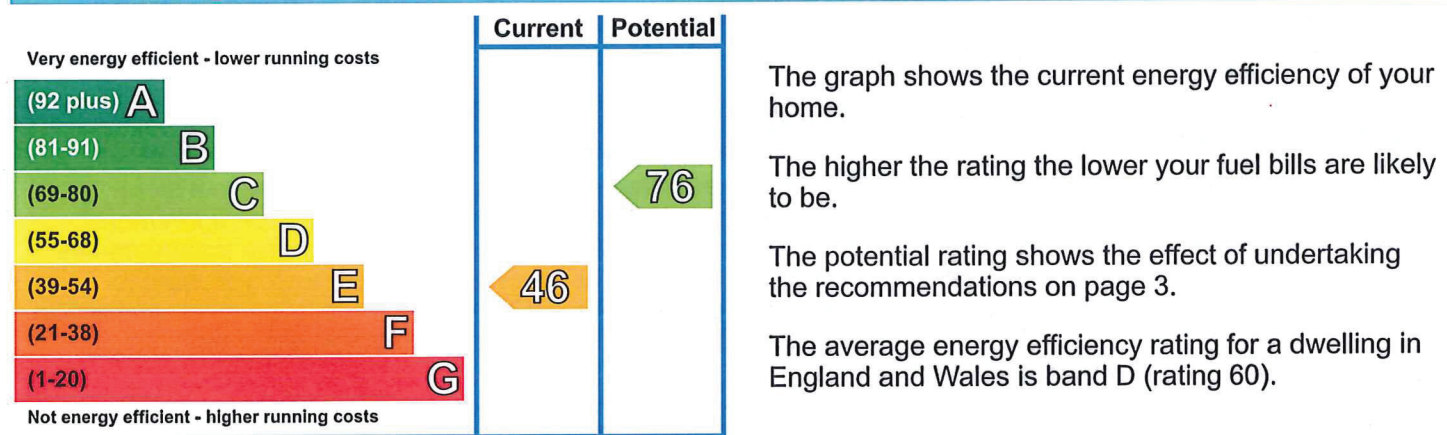 Current Potential
Very energy efficient - lower running costs
(92 plus) A
(81-91) B
(69-80) C
76
(55-68) D
(39-54) E
46
(21-38) F
(1-20) G
Not energy efficient - higher running costs
The graph shows the current energy efficiency of your
home.
The higher the rating the lower your fuel bills are likely
to be.
The potential rating shows the effect of undertaking
the recommendations on page 3.
The average energy efficiency rating for a dwelling in
England and Wales is band D (rating 60).